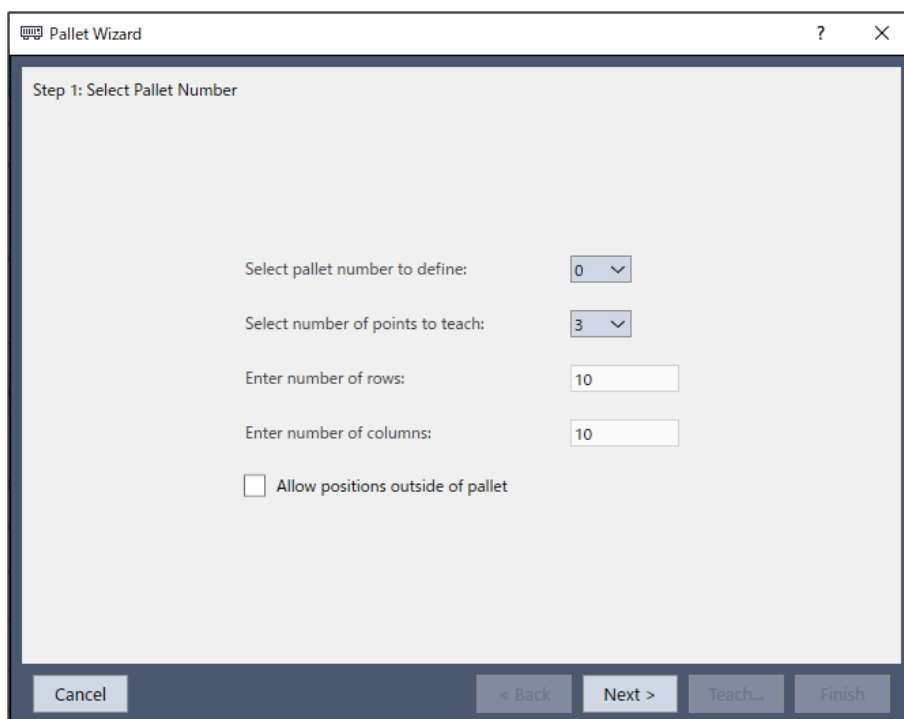 Pallet Wizard ?
Step 1: Select Pallet Number
Select pallet number to define: 0
Select number of points to teach: 3
Enter number of rows: 10
Enter number of columns: 10
Allow positions outside of pallet
Cancel < Back Next > Teach... Finish